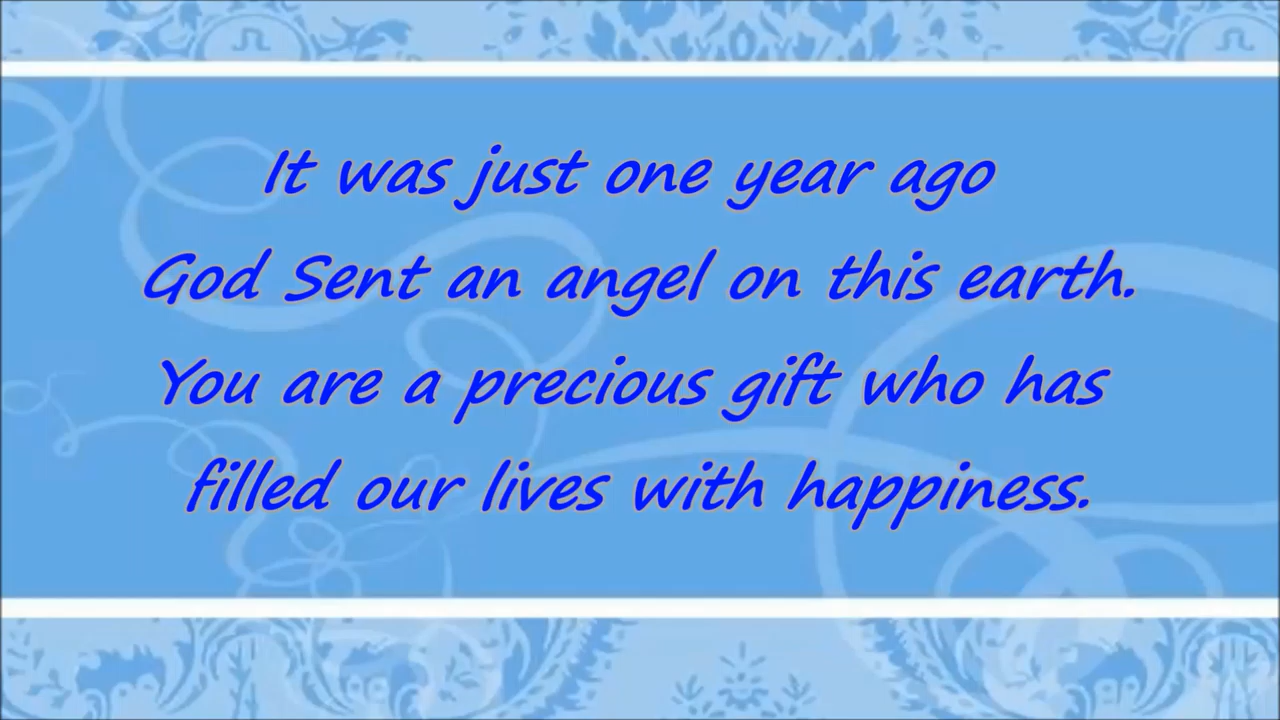 It was just one year ago
God Sent an angel on this earth.
You are a precious gift who has
filled our lives with happiness.